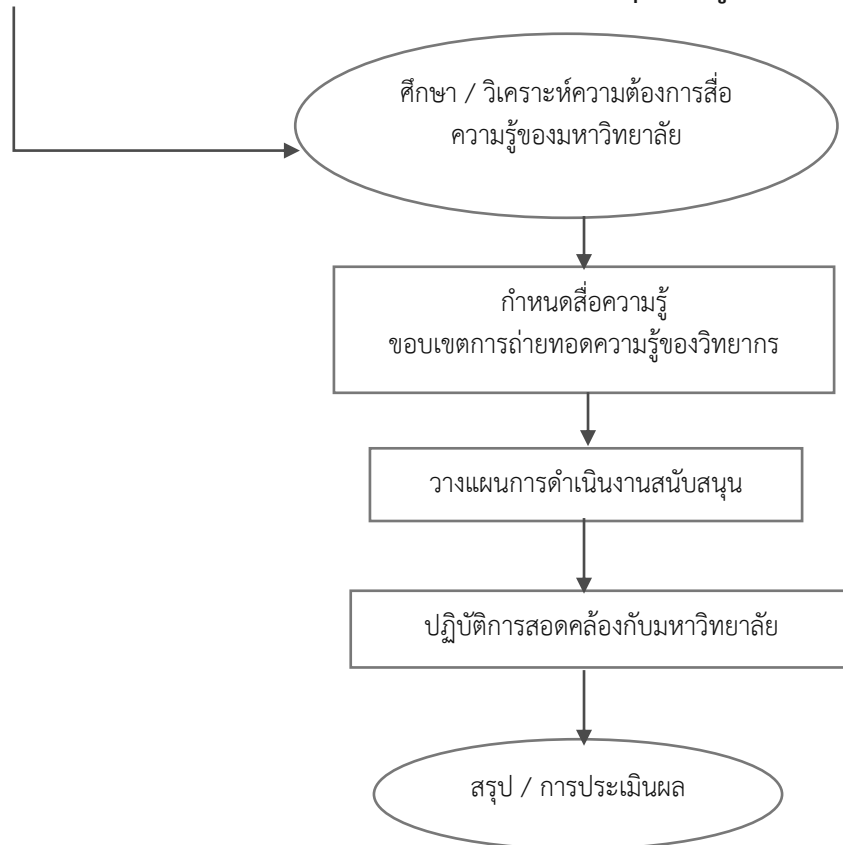 ศึกษา / วิเคราะห์ความต้องการสื่อ
ความรู้ของมหาวิทยาลัย
กำหนดสื่อความรู้
ขอบเขตการถ่ายทอดความรู้ของวิทยากร
วางแผนการดำเนินงานสนับสนุน
ปฏิบัติการสอดคล้องกับมหาวิทยาลัย
สรุป / การประเมินผล